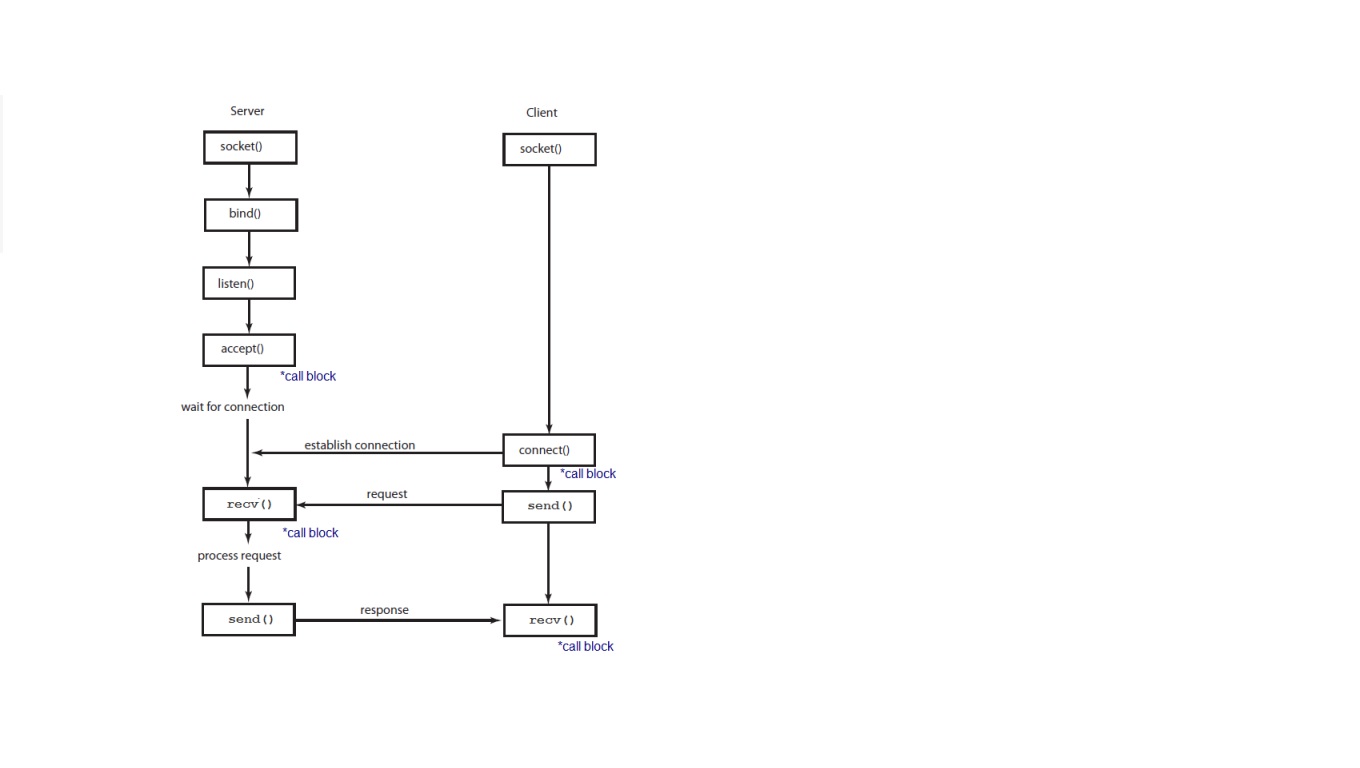 Server
Client
socket()
socket()
bind()
listen()
accept()
*call block
wait for connection
establish connection
connect()
*call block
request
recv()
send()
*call block
process request
response
send()
recv()
*call block